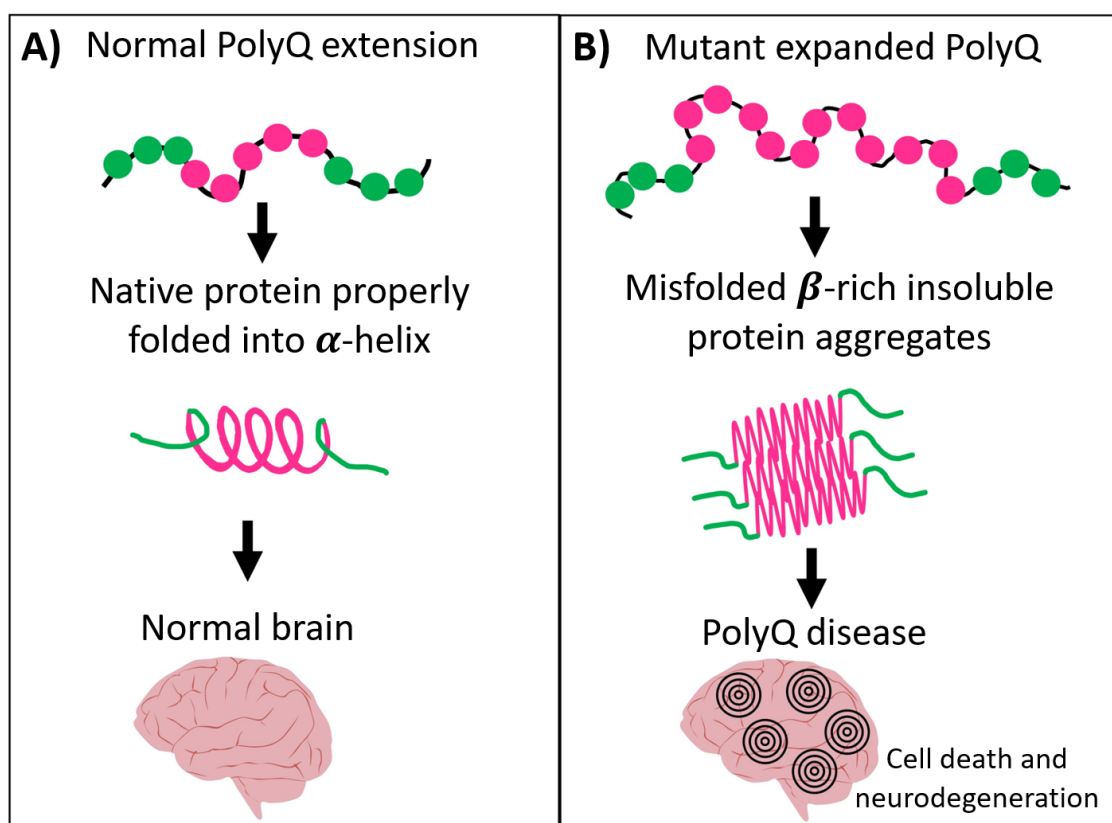 A) Normal PolyQ extension
Native protein properly
folded into α-helix
Normal brain
B) Mutant expanded PolyQ
Misfolded β-rich insoluble
protein aggregates
PolyQ disease
Cell death and
neurodegeneration